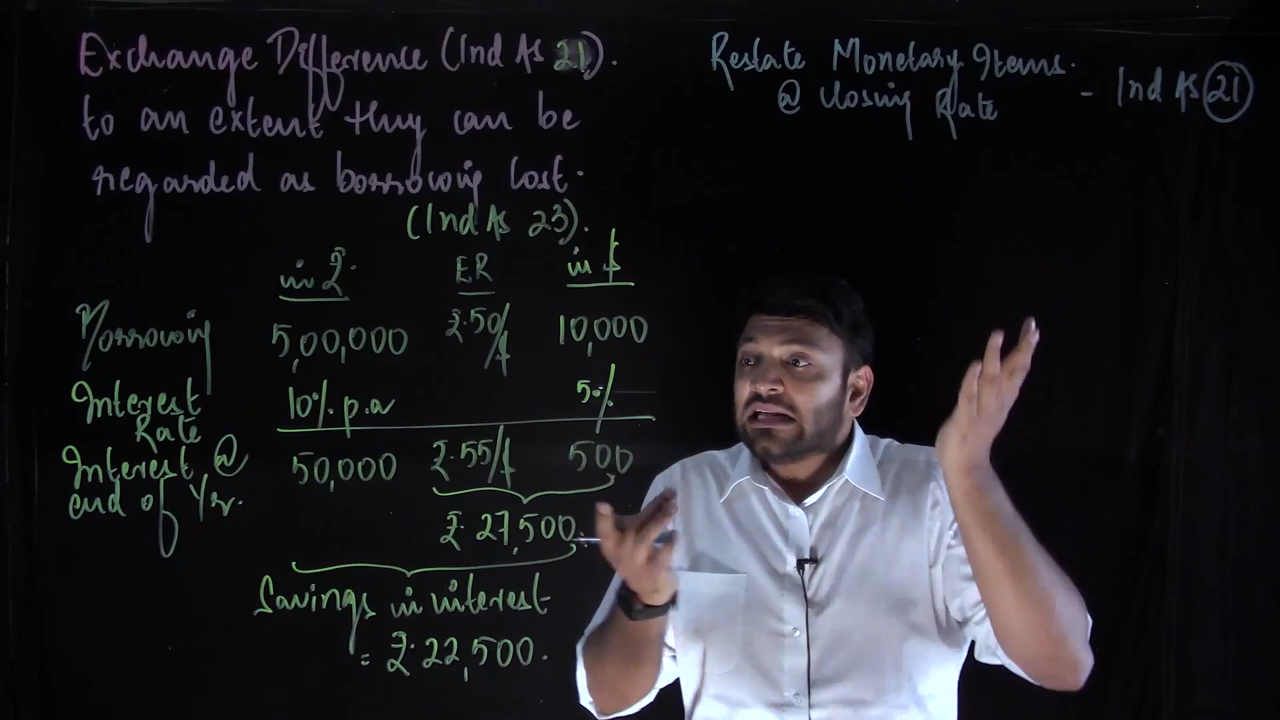 Exchange Difference (Ind As 21).
to an extent they can be
regarded as borrowing Cost.
(Ind As 23).
in ₹. ER in $
Borrowing 5,00,000 ₹.50/$ 10,000
Interest Rate 10% p.a 5%
Interest @ end of Yr. 50,000 ₹.55/$ 500
₹. 27,500
Savings in interest
= ₹. 22,500.
Restate Monetary Items.
@ Closing Rate - Ind As 21